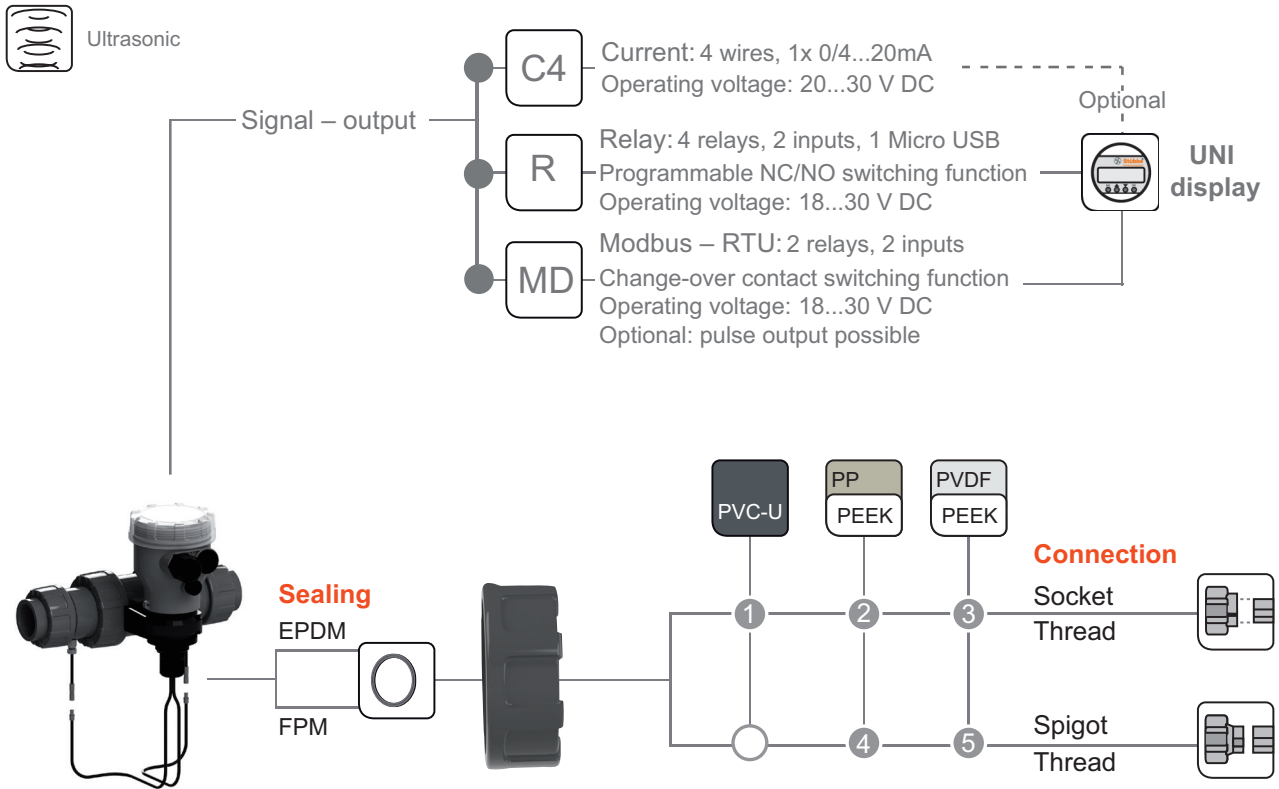 Ultrasonic
Signal – output
C4
Current: 4 wires, 1x 0/4...20mA
Operating voltage: 20...30 V DC
Optional
R
Relay: 4 relays, 2 inputs, 1 Micro USB
Programmable NC/NO switching function
Operating voltage: 18...30 V DC
UNI
display
MD
Modbus – RTU: 2 relays, 2 inputs
Change-over contact switching function
Operating voltage: 18...30 V DC
Optional: pulse output possible
PVC-U
PP
PEEK
PVDF
PEEK
Sealing
EPDM
FPM
Connection
1
2
3
Socket
Thread
4
5
Spigot
Thread